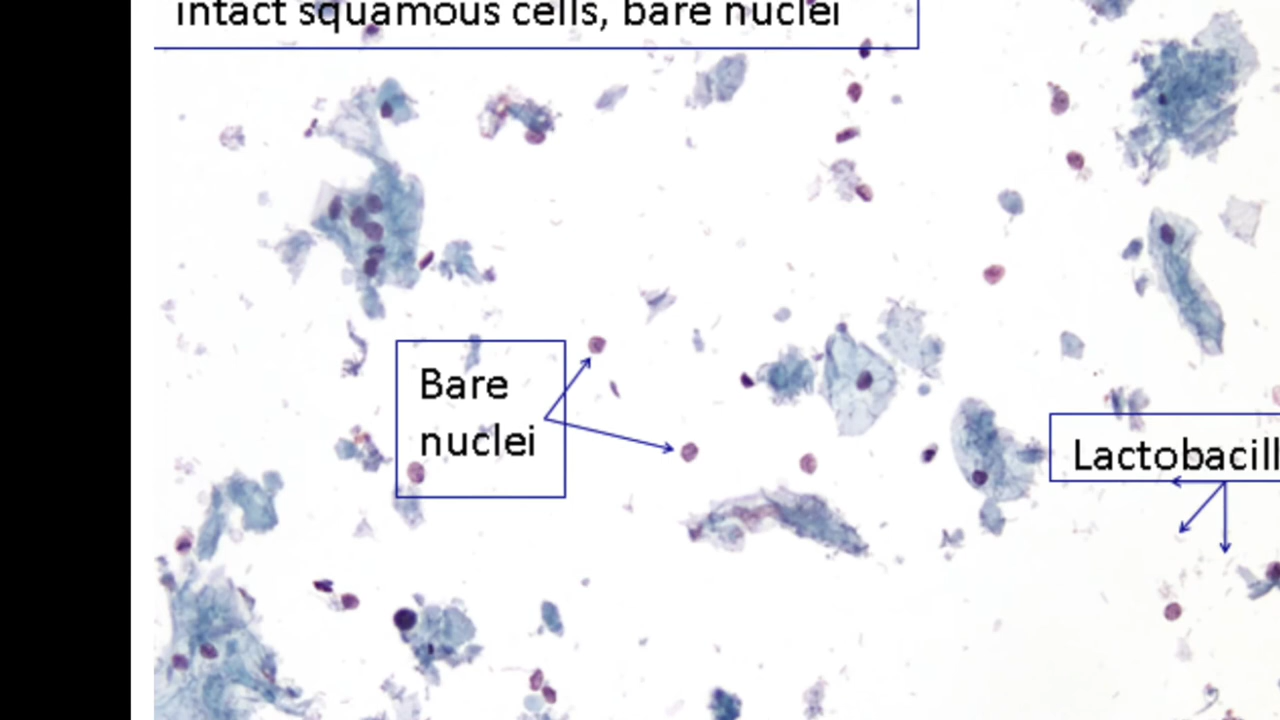 intact squamous cells, bare nuclei
Bare
nuclei
Lactobacill